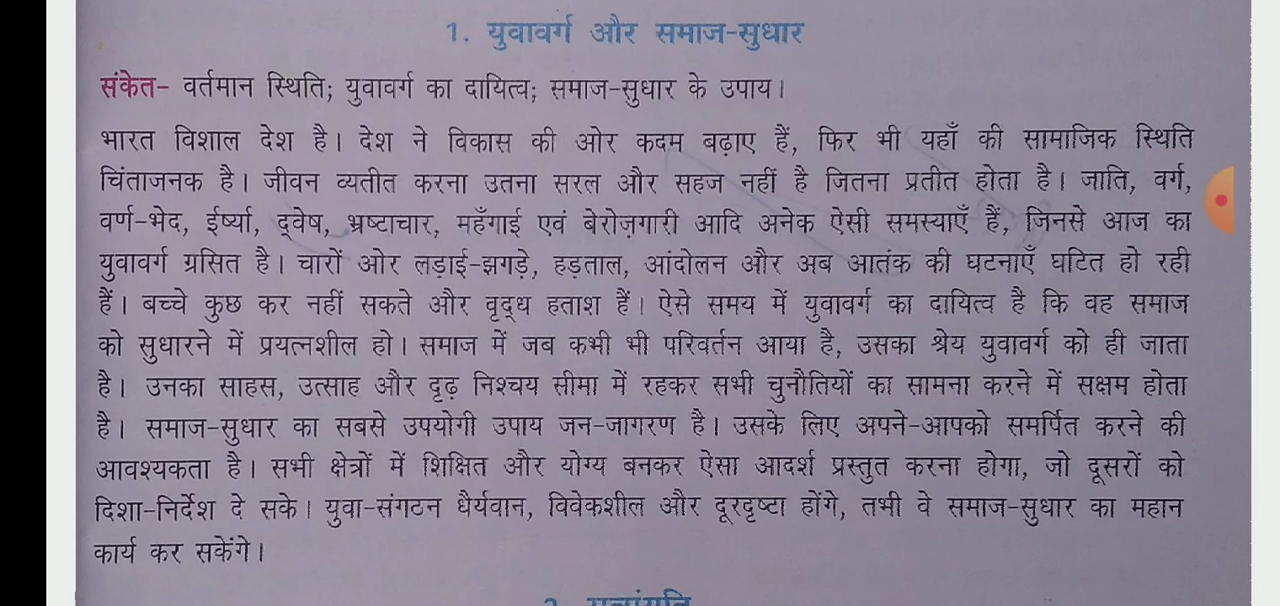 1. युवावर्ग और समाज-सुधार
संकेत- वर्तमान स्थिति; युवावर्ग का दायित्व; समाज-सुधार के उपाय।
भारत विशाल देश है। देश ने विकास की ओर कदम बढ़ाए हैं, फिर भी यहाँ की सामाजिक स्थिति
चिंताजनक है। जीवन व्यतीत करना उतना सरल और सहज नहीं है जितना प्रतीत होता है। जाति, वर्ग,
वर्ण-भेद, ईर्ष्या, द्वेष, भ्रष्टाचार, महँगाई एवं बेरोज़गारी आदि अनेक ऐसी समस्याएँ हैं, जिनसे आज का
युवावर्ग ग्रसित है। चारों ओर लड़ाई-झगड़े, हड़ताल, आंदोलन और अब आतंक की घटनाएँ घटित हो रही
हैं। बच्चे कुछ कर नहीं सकते और वृद्ध हताश हैं। ऐसे समय में युवावर्ग का दायित्व है कि वह समाज
को सुधारने में प्रयत्नशील हो। समाज में जब कभी भी परिवर्तन आया है, उसका श्रेय युवावर्ग को ही जाता
है। उनका साहस, उत्साह और दृढ़ निश्चय सीमा में रहकर सभी चुनौतियों का सामना करने में सक्षम होता
है। समाज-सुधार का सबसे उपयोगी उपाय जन-जागरण है। उसके लिए अपने-आपको समर्पित करने की
आवश्यकता है। सभी क्षेत्रों में शिक्षित और योग्य बनकर ऐसा आदर्श प्रस्तुत करना होगा, जो दूसरों को
दिशा-निर्देश दे सके। युवा-संगठन धैर्यवान, विवेकशील और दूरदृष्टा होंगे, तभी वे समाज-सुधार का महान
कार्य कर सकेंगे।